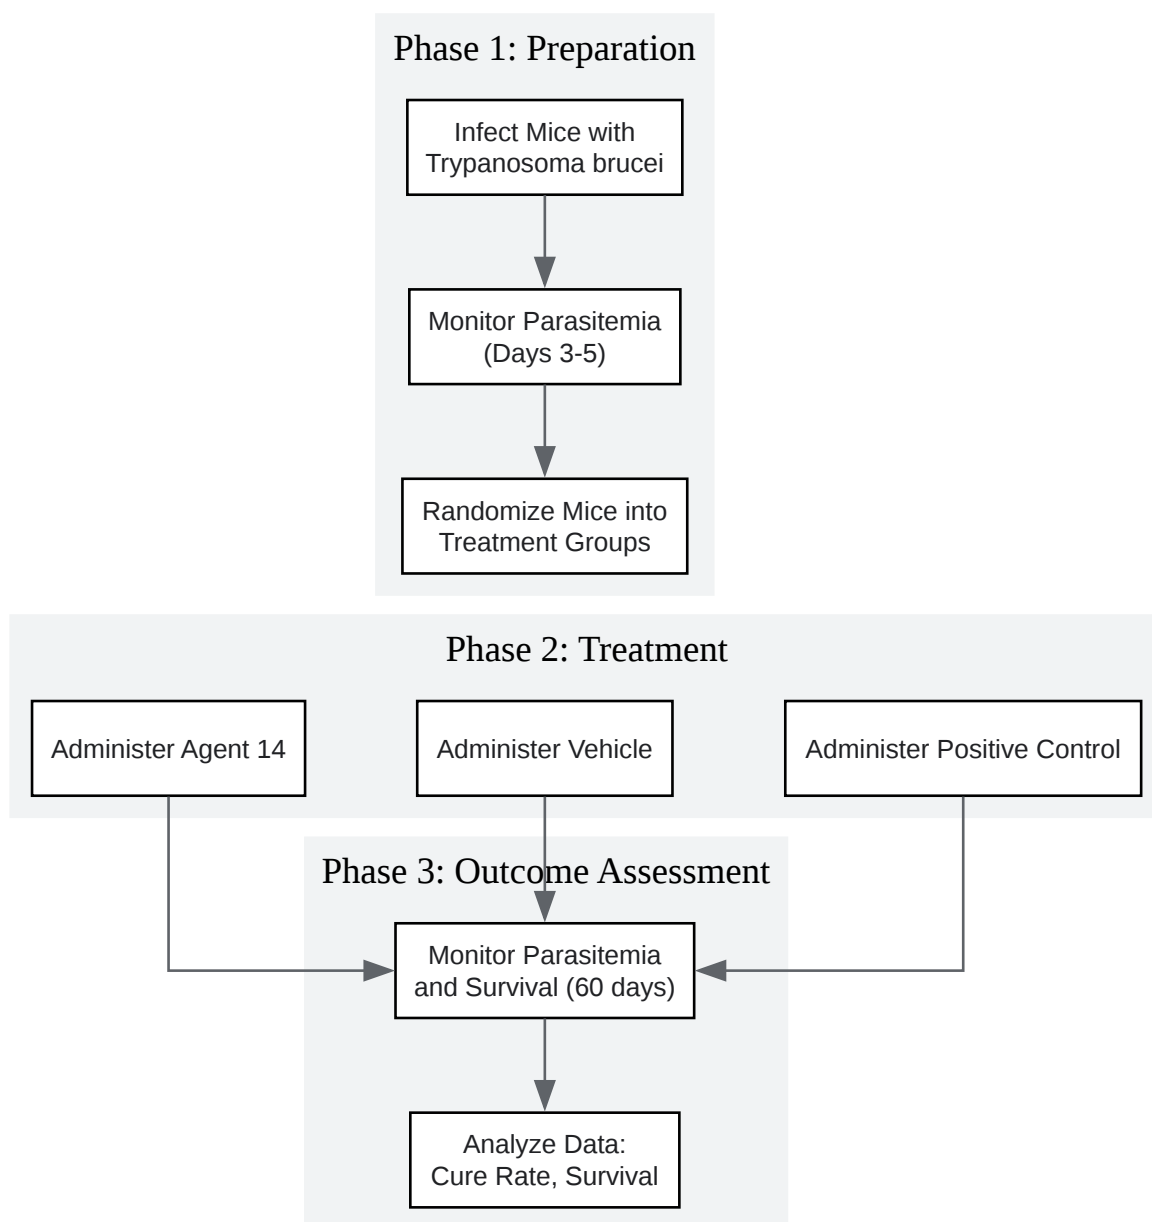 Phase 1: Preparation
Infect Mice with
Trypanosoma brucei
Monitor Parasitemia
(Days 3-5)
Randomize Mice into
Treatment Groups
Phase 2: Treatment
Administer Agent 14
Administer Vehicle
Administer Positive Control
Phase 3: Outcome Assessment
Monitor Parasitemia
and Survival (60 days)
Analyze Data:
Cure Rate, Survival